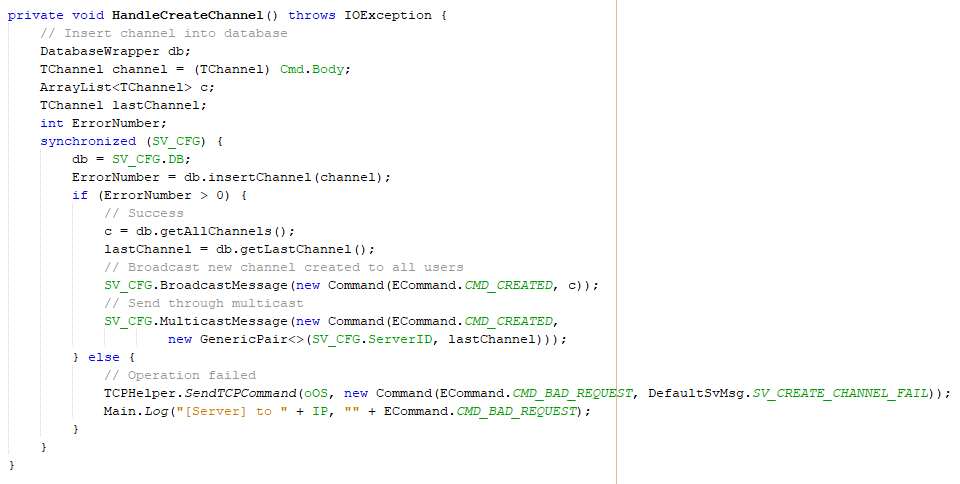 private void HandleCreateChannel() throws IOException {
// Insert channel into database
DatabaseWrapper db;
TChannel channel = (TChannel) Cmd.Body;
ArrayList<TChannel> c;
TChannel lastChannel;
int ErrorNumber;
synchronized (SV_CFG) {
db = SV_CFG.DB;
ErrorNumber = db.insertChannel(channel);
if (ErrorNumber > 0) {
// Success
c = db.getAllChannels();
lastChannel = db.getLastChannel();
// Broadcast new channel created to all users
SV_CFG.BroadcastMessage(new Command(ECommand.CMD_CREATED, c));
// Send through multicast
SV_CFG.MulticastMessage(new Command(ECommand.CMD_CREATED,
new GenericPair<>(SV_CFG.ServerID, lastChannel)));
} else {
// Operation failed
TCPHelper.SendTCPCommand(oOS, new Command(ECommand.CMD_BAD_REQUEST, DefaultSvMsg.SV_CREATE_CHANNEL_FAIL));
Main.Log("[Server] to " + IP, "" + ECommand.CMD_BAD_REQUEST);
}
}
}